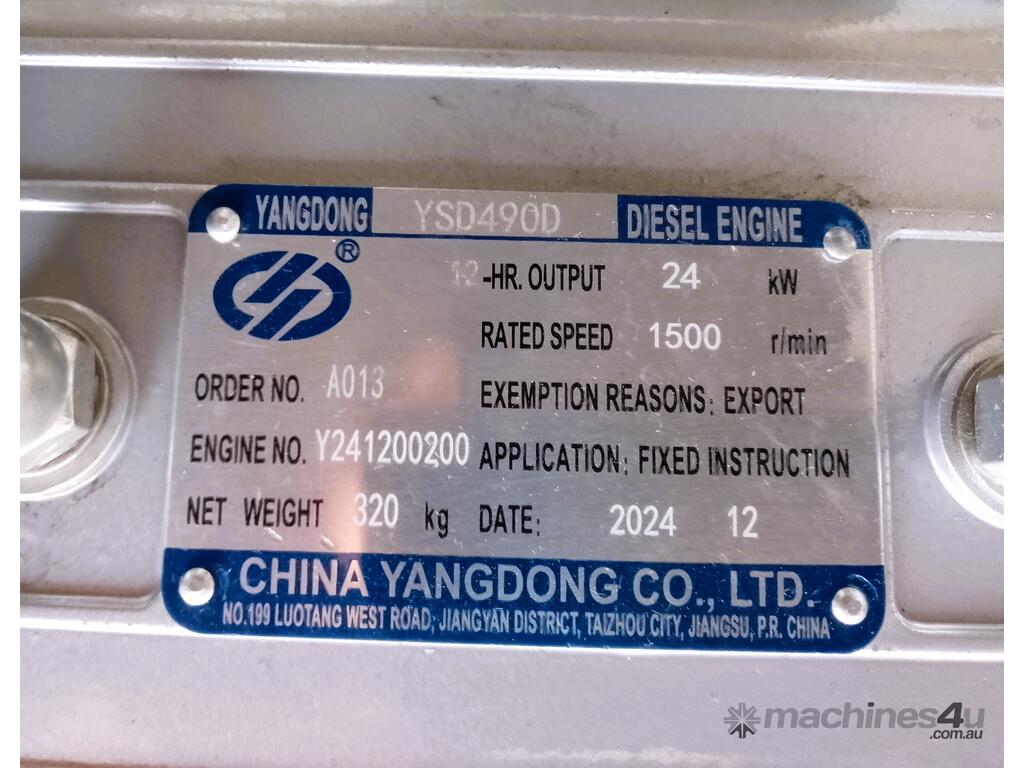 YANGDONG YSD490D DIESEL ENGINE
®
12-HR. OUTPUT 24 kW
RATED SPEED 1500 r/min
ORDER NO. A013
EXEMPTION REASONS: EXPORT
ENGINE NO. Y241200200
APPLICATION: FIXED INSTRUCTION
NET WEIGHT 320 kg
DATE: 2024 12
CHINA YANGDONG CO., LTD.
NO.199 LUOTANG WEST ROAD, JIANGYAN DISTRICT, TAIZHOU CITY, JIANGSU, P.R. CHINA
machines4u
.com.au